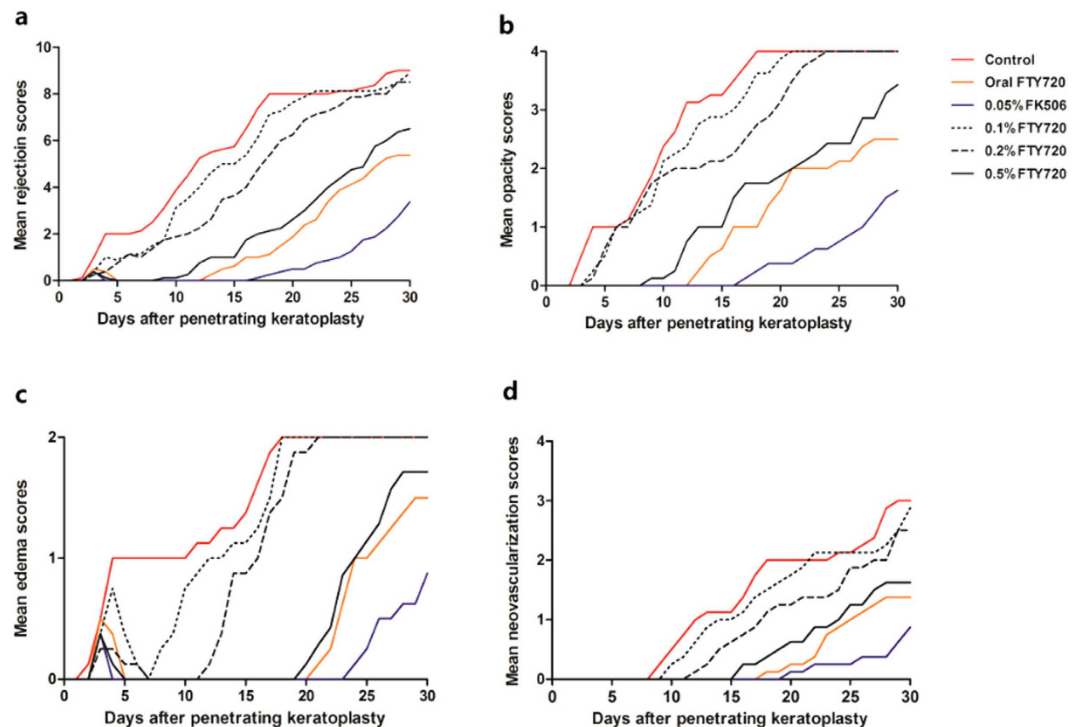 a
10
8
6
4
2
0
Mean rejectioin scores
0 5 10 15 20 25 30
Days after penetrating keratoplasty
b
4
3
2
1
0
Mean opacity scores
0 5 10 15 20 25 30
Days after penetrating keratoplasty
Control
Oral FTY720
0.05%FK506
0.1%FTY720
0.2%FTY720
0.5%FTY720
c
2
1
0
Mean edema scores
0 5 10 15 20 25 30
Days after penetrating keratoplasty
d
4
3
2
1
0
Mean neovascularization scores
0 5 10 15 20 25 30
Days after penetrating keratoplasty